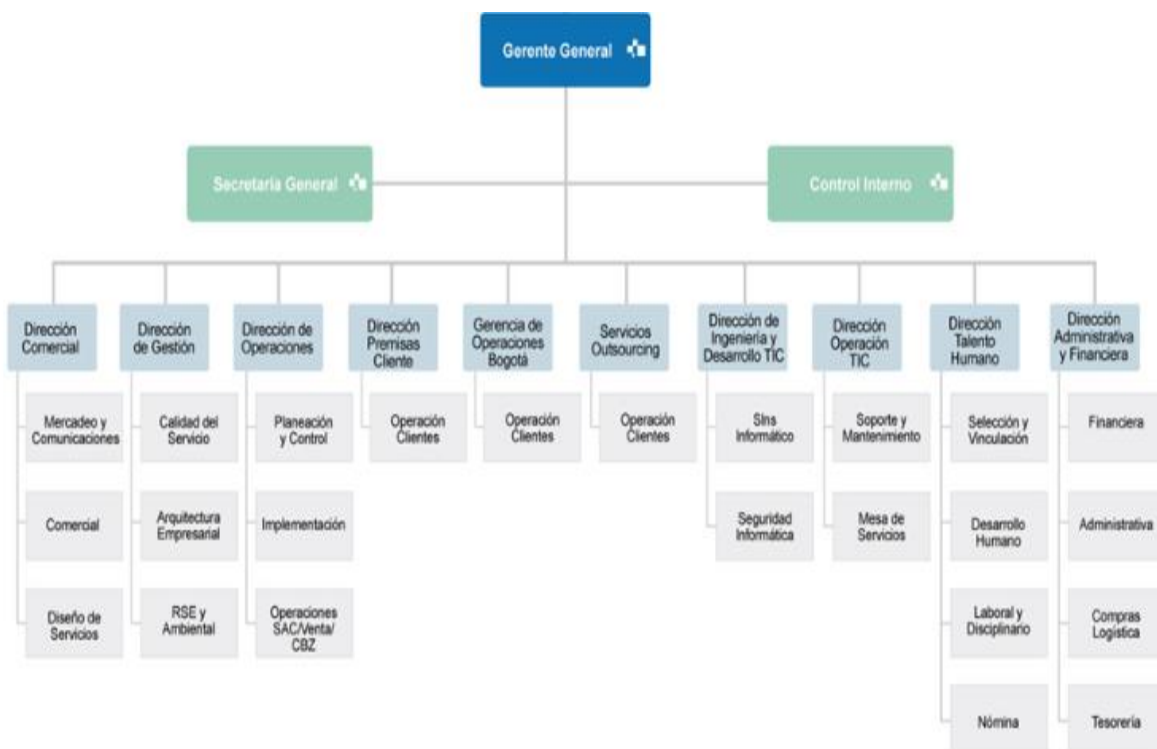 Gerente General
Secretaría General
Control Interno
Dirección
Comercial
Dirección
de Gestión
Dirección de
Operaciones
Dirección
Premisas
Cliente
Gerencia de
Operaciones
Bogotá
Servicios
Outsourcing
Dirección de
Ingeniería y
Desarrollo TIC
Dirección
Operación
TIC
Dirección
Talento
Humano
Dirección
Administrativa
y Financiera
Mercadeo y
Comunicaciones
Calidad del
Servicio
Planeación
y Control
Operación
Clientes
Operación
Clientes
Operación
Clientes
SIns
Informático
Soporte y
Mantenimiento
Selección y
Vinculación
Financiera
Comercial
Arquitectura
Empresarial
Implementación
Seguridad
Informática
Mesa de
Servicios
Desarrollo
Humano
Administrativa
Diseño de
Servicios
RSE y
Ambiental
Operaciones
SAC/Venta/
CBZ
Laboral y
Disciplinario
Compras
Logística
Nómina
Tesorería